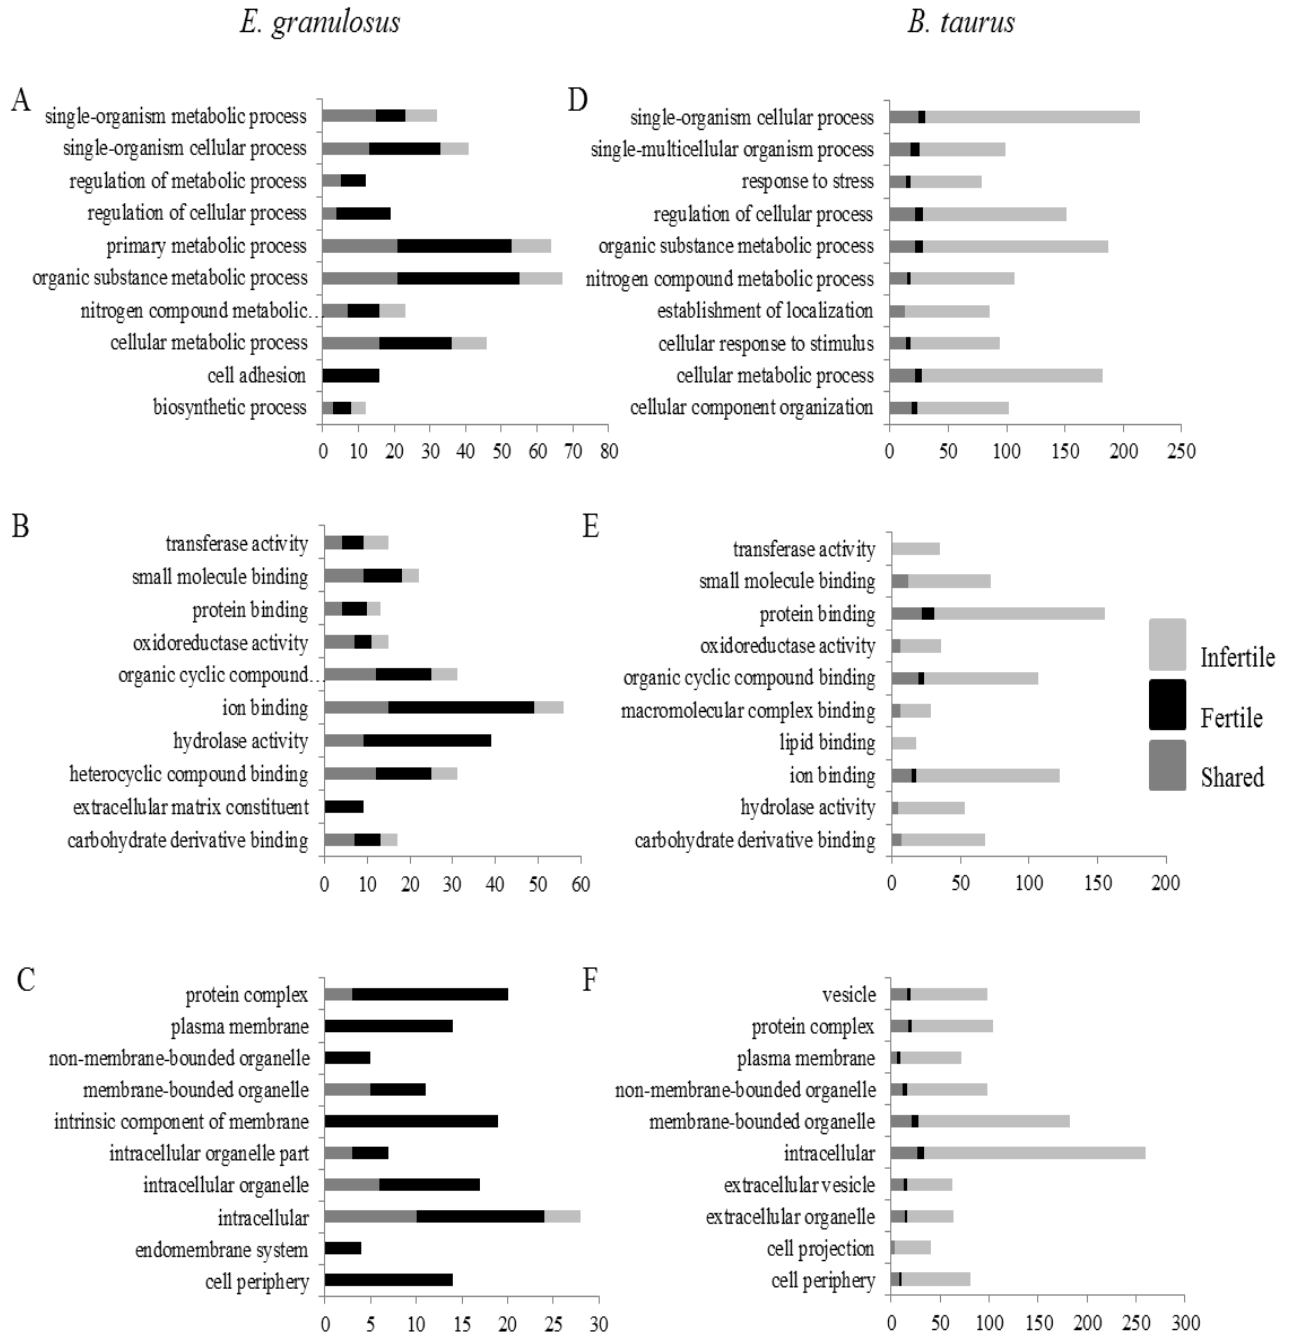 E. granulosus
B. taurus
A
single-organism metabolic process
single-organism cellular process
regulation of metabolic process
regulation of cellular process
primary metabolic process
organic substance metabolic process
nitrogen compound metabolic…
cellular metabolic process
cell adhesion
biosynthetic process
0 10 20 30 40 50 60 70 80
D
single-organism cellular process
single-multicellular organism process
response to stress
regulation of cellular process
organic substance metabolic process
nitrogen compound metabolic process
establishment of localization
cellular response to stimulus
cellular metabolic process
cellular component organization
0 50 100 150 200 250
B
transferase activity
small molecule binding
protein binding
oxidoreductase activity
organic cyclic compound…
ion binding
hydrolase activity
heterocyclic compound binding
extracellular matrix constituent
carbohydrate derivative binding
0 10 20 30 40 50 60
E
transferase activity
small molecule binding
protein binding
oxidoreductase activity
organic cyclic compound binding
macromolecular complex binding
lipid binding
ion binding
hydrolase activity
carbohydrate derivative binding
0 50 100 150 200
Infertile
Fertile
Shared
C
protein complex
plasma membrane
non-membrane-bounded organelle
membrane-bounded organelle
intrinsic component of membrane
intracellular organelle part
intracellular organelle
intracellular
endomembrane system
cell periphery
0 5 10 15 20 25 30
F
vesicle
protein complex
plasma membrane
non-membrane-bounded organelle
membrane-bounded organelle
intracellular
extracellular vesicle
extracellular organelle
cell projection
cell periphery
0 50 100 150 200 250 300